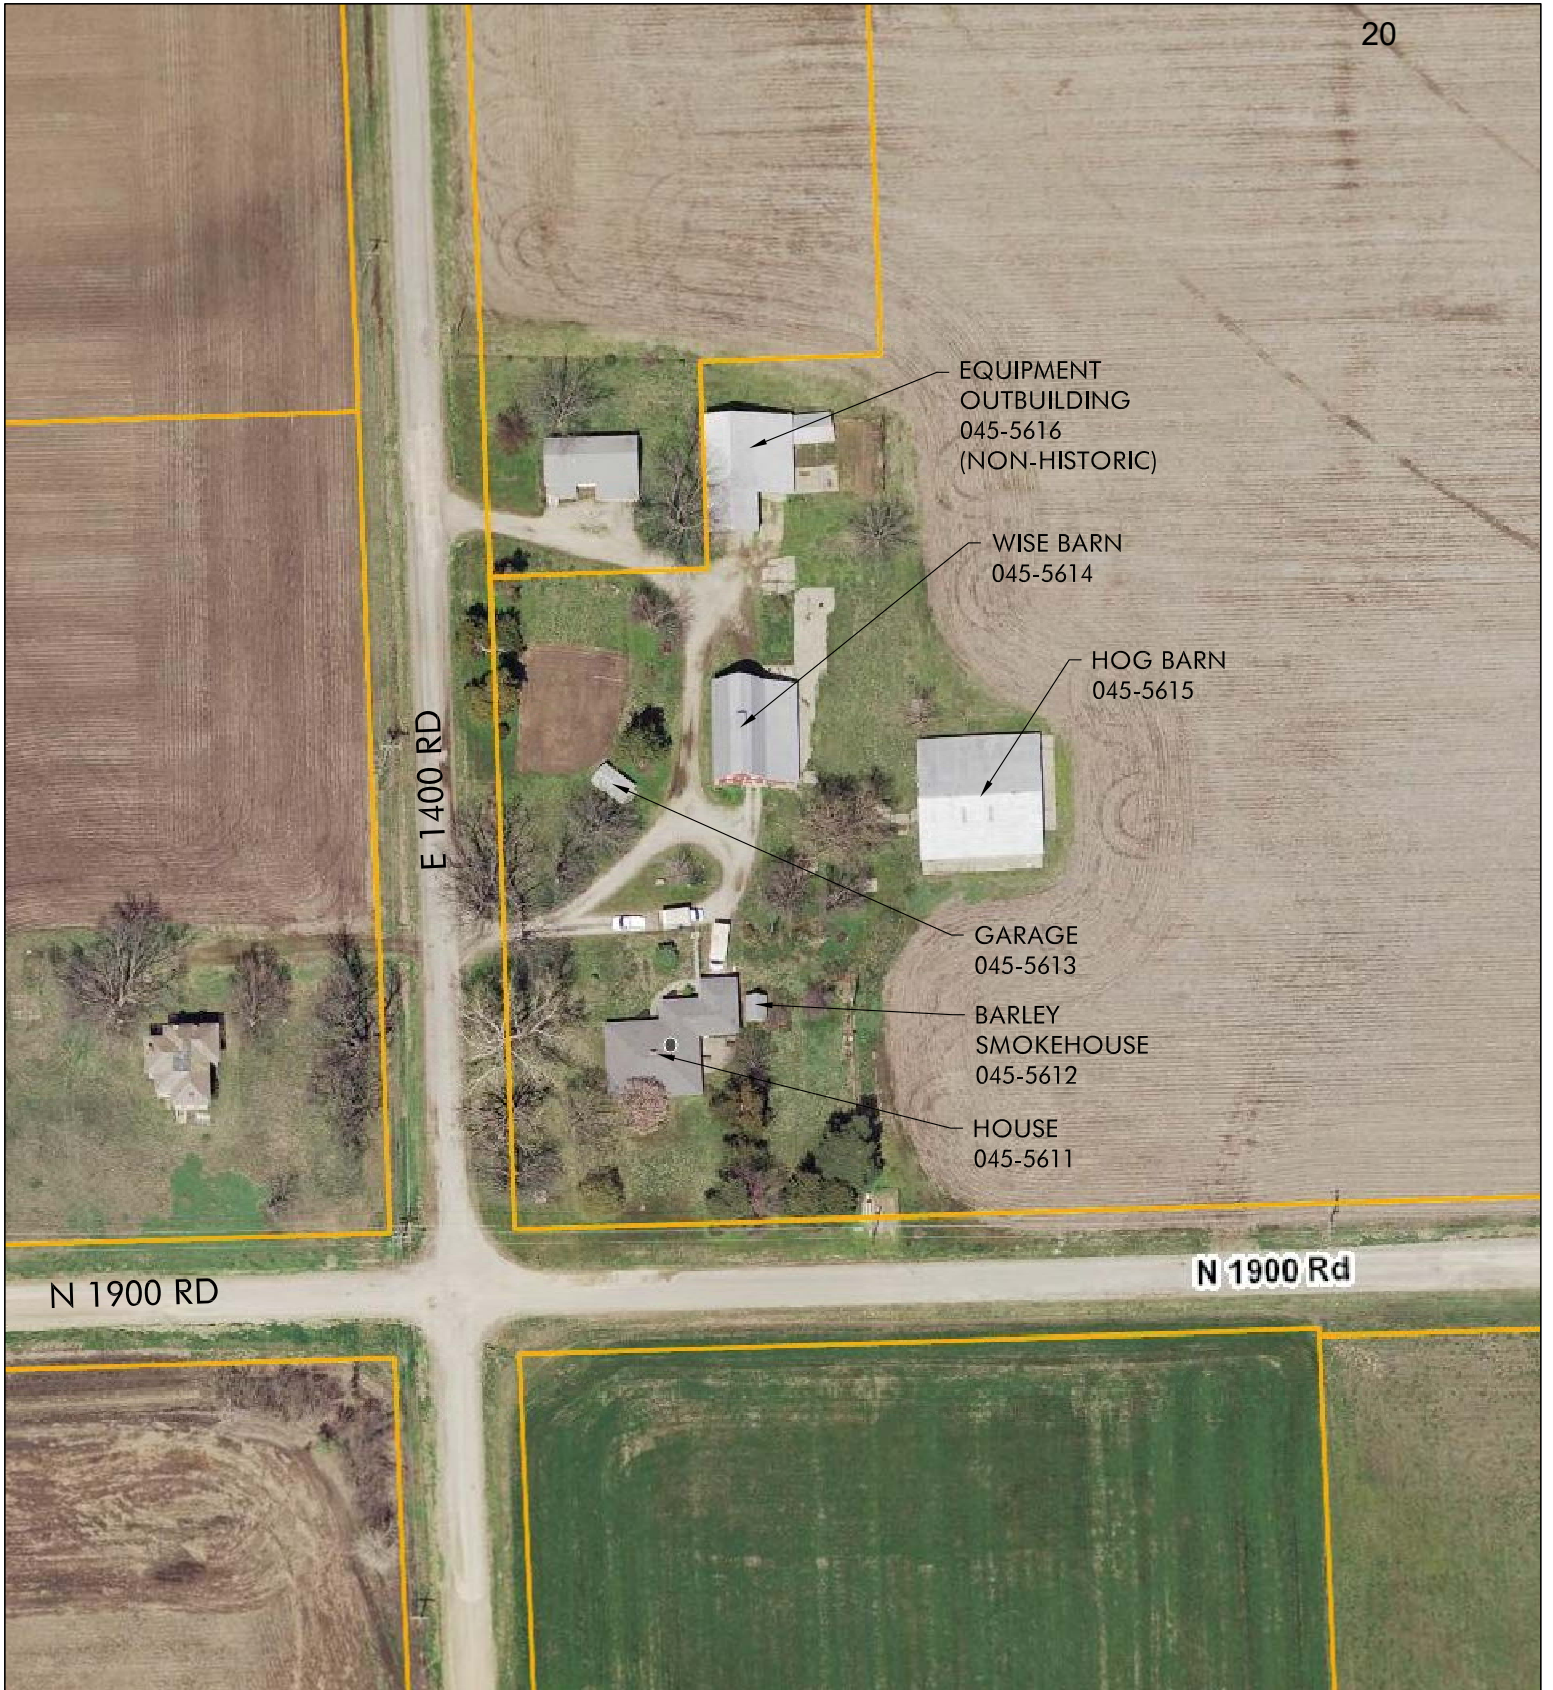 20
EQUIPMENT
OUTBUILDING
045-5616
(NON-HISTORIC)
WISE BARN
045-5614
HOG BARN
045-5615
E 1400 RD
GARAGE
045-5613
BARLEY
SMOKEHOUSE
045-5612
HOUSE
045-5611
N 1900 RD
N 1900 Rd